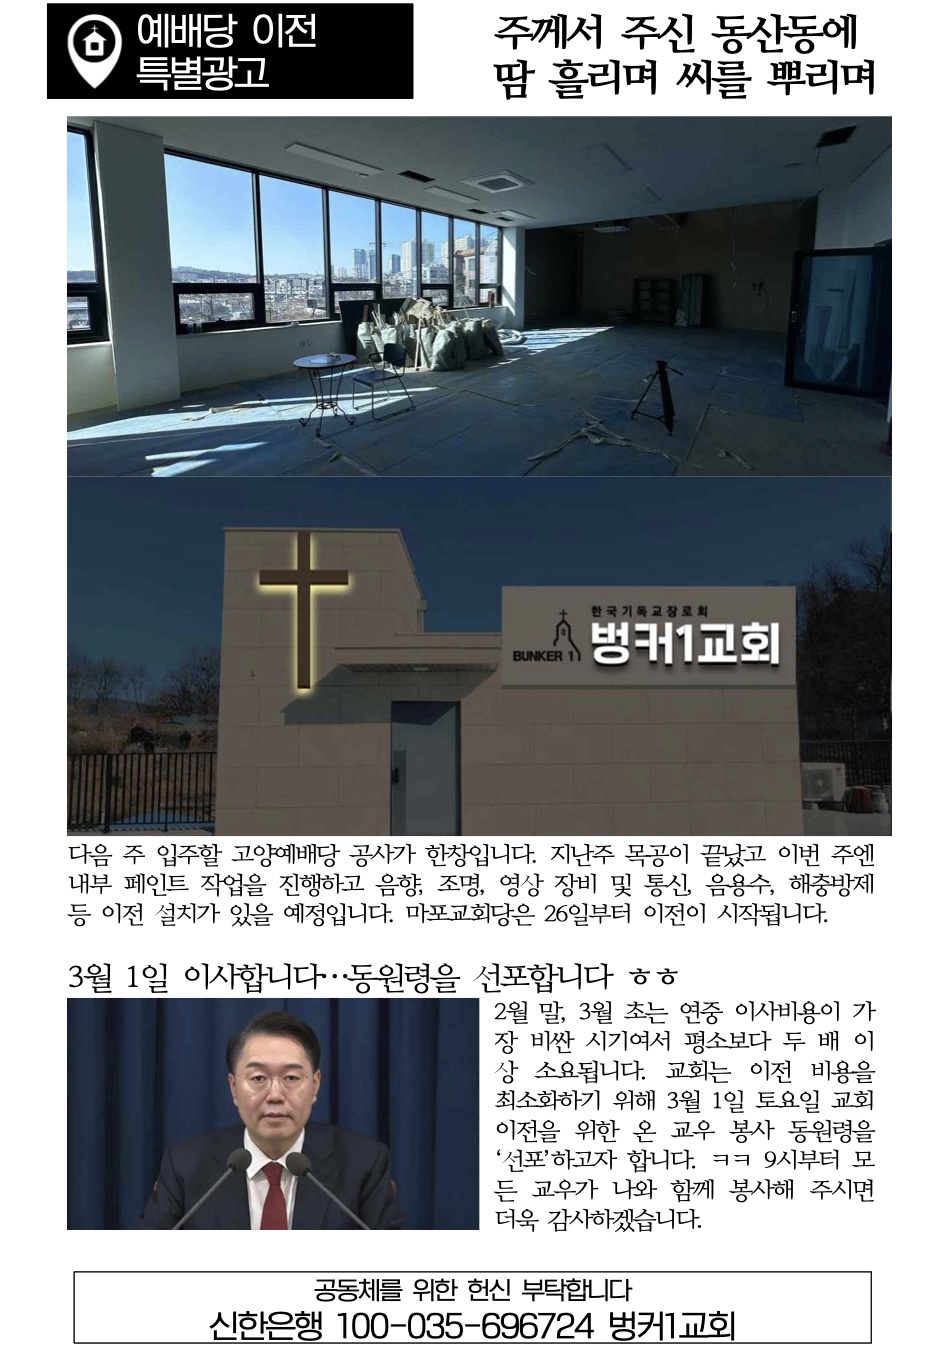 예배당 이전
특별광고
주께서 주신 동산동에
땀 흘리며 씨를 뿌리며
한국기독교장로회
BUNKER 1
벙커1교회
다음 주 입주할 고양예배당 공사가 한창입니다. 지난주 목공이 끝났고 이번 주엔
내부 페인트 작업을 진행하고 음향, 조명, 영상 장비 및 통신, 음용수, 해충방제
등 이전 설치가 있을 예정입니다. 마포교회당은 26일부터 이전이 시작됩니다.
3월 1일 이사합니다…동원령을 선포합니다 ㅎㅎ
2월 말, 3월 초는 연중 이사비용이 가
장 비싼 시기여서 평소보다 두 배 이
상 소요됩니다. 교회는 이전 비용을
최소화하기 위해 3월 1일 토요일 교회
이전을 위한 온 교우 봉사 동원령을
‘선포’하고자 합니다. ㅋㅋ 9시부터 모
든 교우가 나와 함께 봉사해 주시면
더욱 감사하겠습니다.
공동체를 위한 헌신 부탁합니다
신한은행 100-035-696724 벙커1교회